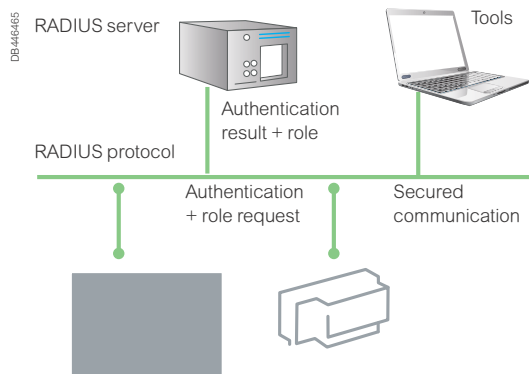 DB446465
RADIUS server
Tools
Authentication
result + role
RADIUS protocol
Authentication
+ role request
Secured
communication